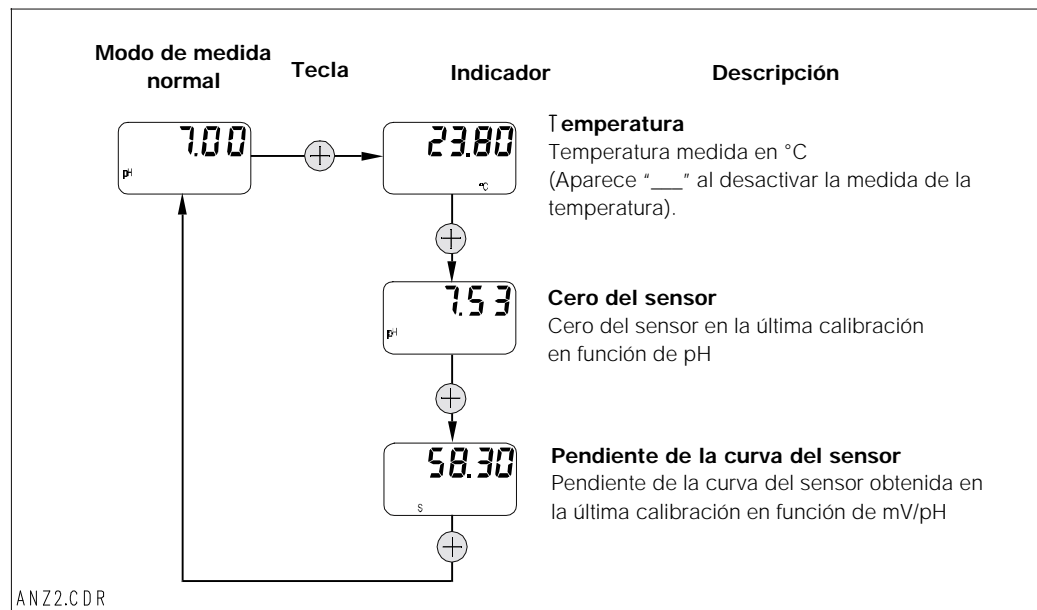 Modo de medida
normal
Tecla
Indicador
Descripción
7.00
pH
23.80
°C
Temperatura
Temperatura medida en °C
(Aparece “___” al desactivar la medida de la
temperatura).
7.53
pH
Cero del sensor
Cero del sensor en la última calibración
en función de pH
58.30
S
Pendiente de la curva del sensor
Pendiente de la curva del sensor obtenida en
la última calibración en función de mV/pH
ANZ2.CDR